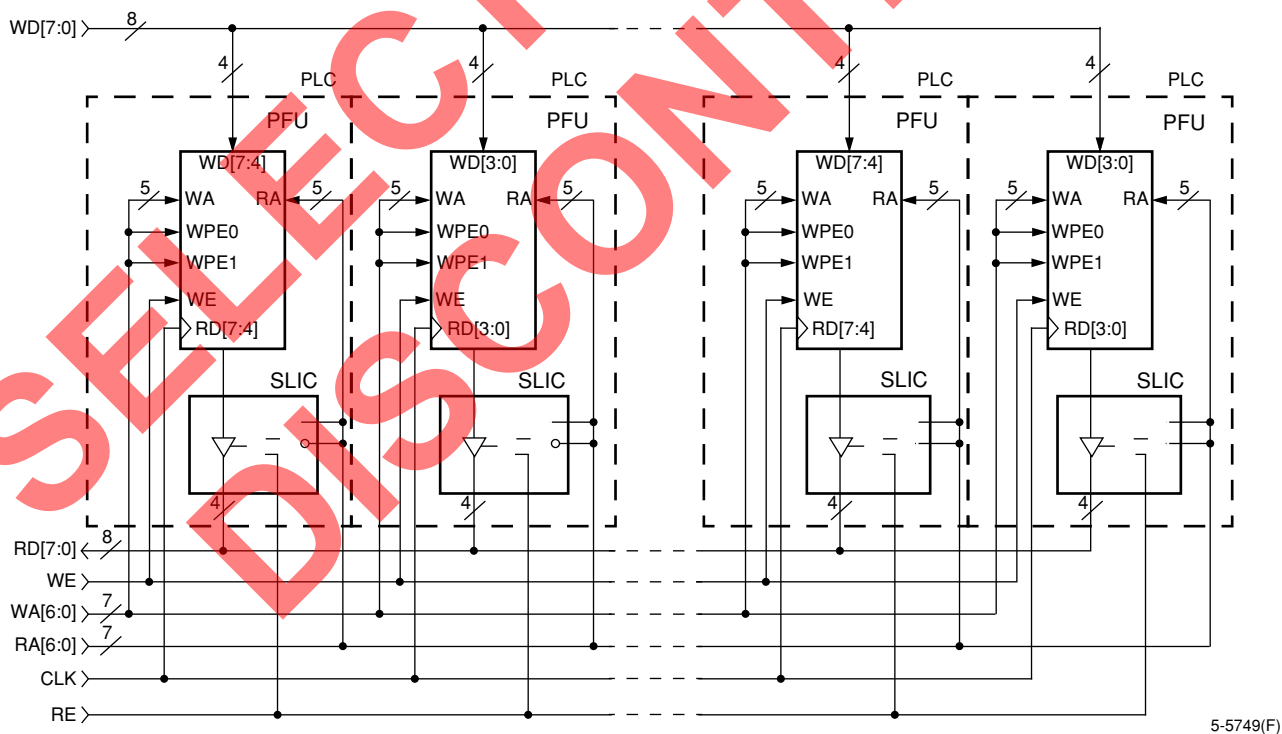 WD[7:0] 8
4 4 4 4
PLC PLC PLC PLC
PFU PFU PFU PFU
WD[7:4] WD[3:0] WD[7:4] WD[3:0]
5 WA RA 5 5 WA RA 5 5 WA RA 5 5 WA RA 5
WPE0 WPE0 WPE0 WPE0
WPE1 WPE1 WPE1 WPE1
WE WE WE WE
RD[7:4] RD[3:0] RD[7:4] RD[3:0]
SLIC SLIC SLIC SLIC
4 4 4 4
RD[7:0] 8
WE
WA[6:0] 7
RA[6:0] 7
CLK
RE
5-5749(F)
SELECT
DISCONT